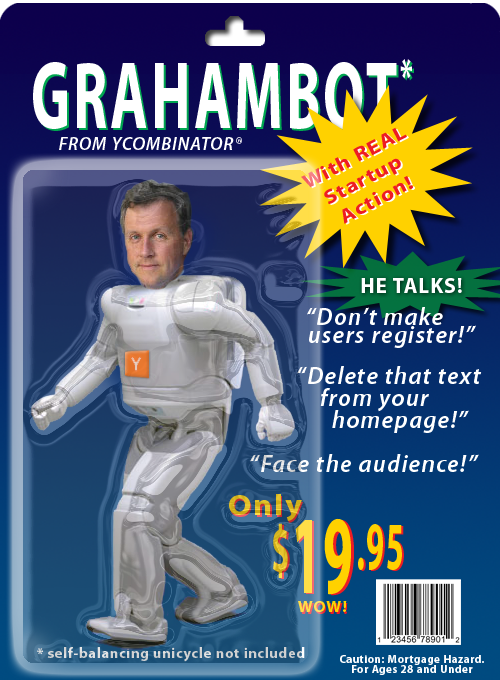 GRAHAMBOT*
FROM YCOMBINATOR®
With REAL
Startup
Action!
HE TALKS!
“Don’t make
users register!”
“Delete that text
from your
homepage!”
“Face the audience!”
Y
Only
$19.95
WOW!
1 23456 78901 2
* self-balancing unicycle not included
Caution: Mortgage Hazard.
For Ages 28 and Under